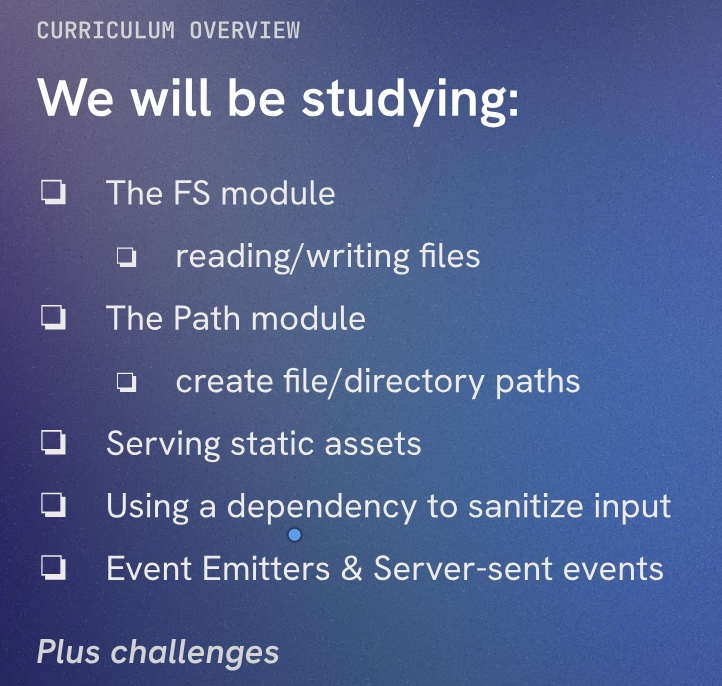 CURRICULUM OVERVIEW
We will be studying:
❏ The FS module
❏ reading/writing files
❏ The Path module
❏ create file/directory paths
❏ Serving static assets
❏ Using a dependency to sanitize input
❏ Event Emitters & Server-sent events
Plus challenges